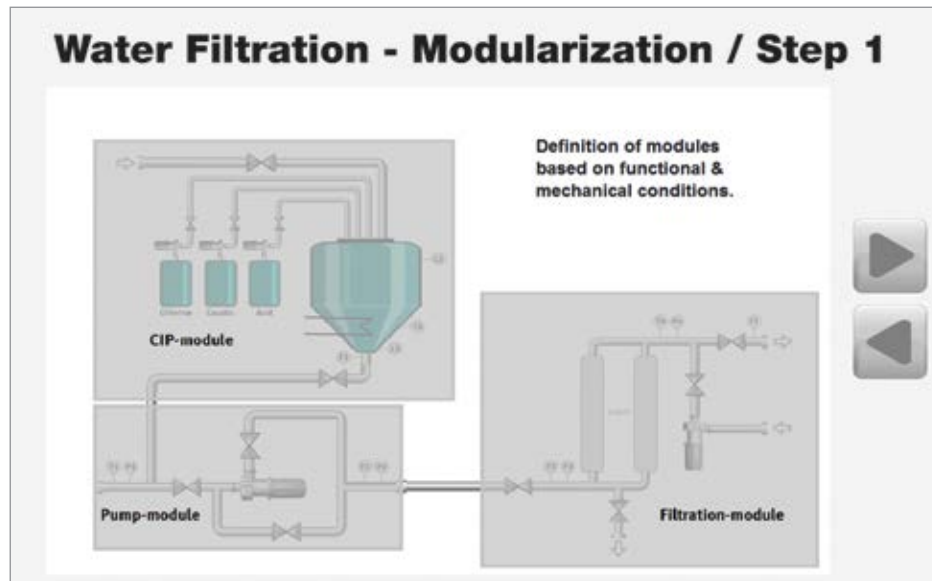 Water Filtration - Modularization / Step 1
Definition of modules
based on functional &
mechanical conditions.
Chlorine
Caustic
Acid
CIP-module
Pump-module
Filtration-module